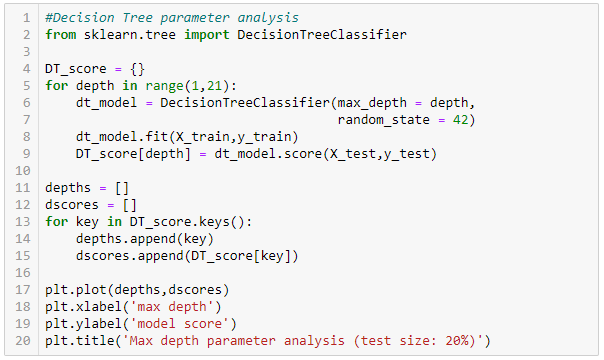 1 #Decision Tree parameter analysis
2 from sklearn.tree import DecisionTreeClassifier
3
4 DT_score = {}
5 for depth in range(1,21):
6     dt_model = DecisionTreeClassifier(max_depth = depth,
7                                       random_state = 42)
8     dt_model.fit(X_train,y_train)
9     DT_score[depth] = dt_model.score(X_test,y_test)
10
11 depths = []
12 dscores = []
13 for key in DT_score.keys():
14     depths.append(key)
15     dscores.append(DT_score[key])
16
17 plt.plot(depths,dscores)
18 plt.xlabel('max depth')
19 plt.ylabel('model score')
20 plt.title('Max depth parameter analysis (test size: 20%)')